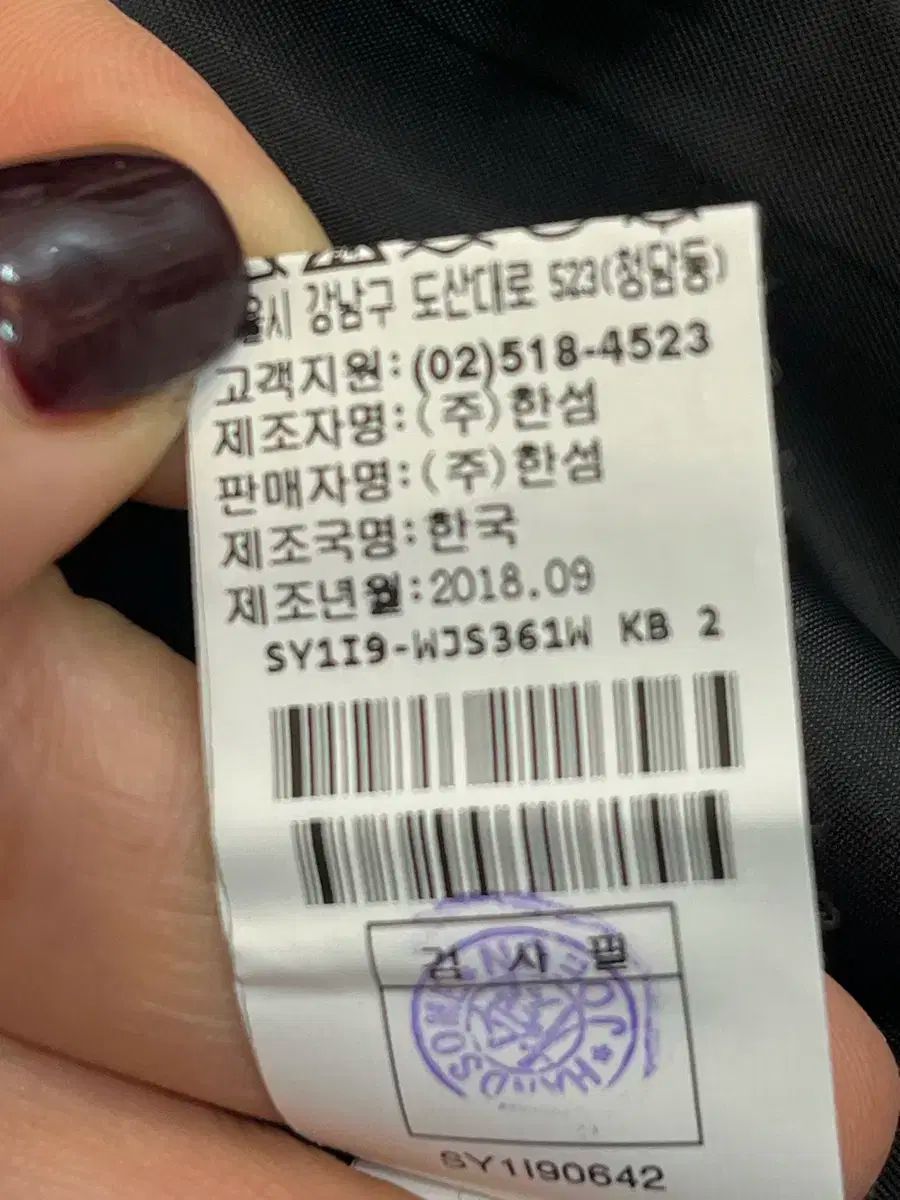 울시 강남구 도산대로 523(청담동)
고객지원:(02)518-4523
제조자명:(주)한섬
판매자명:(주)한섬
제조국명:한국
제조년월:2018.09
SY1I9-WJS361W KB 2
검 사 필
SY1I90642